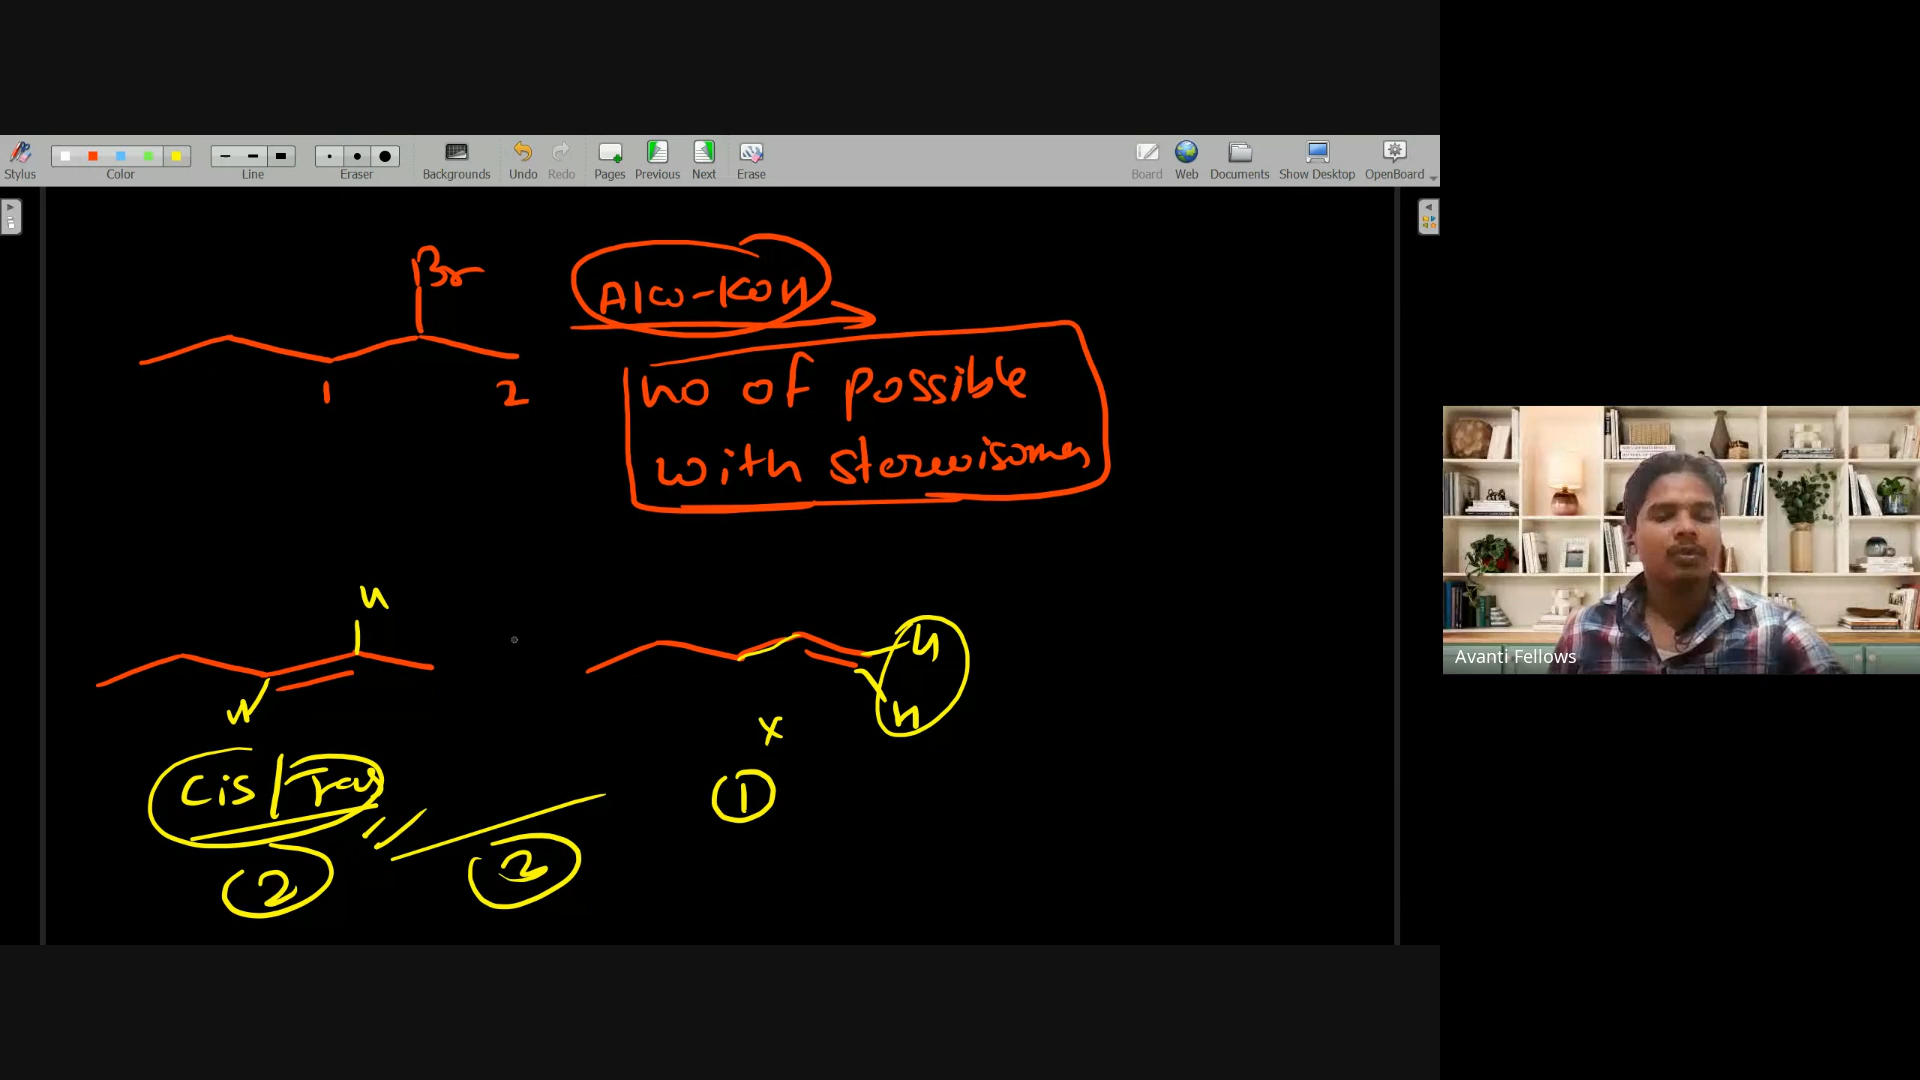 Stylus
Color
Line
Eraser
Backgrounds
Undo
Redo
Pages
Previous
Next
Erase
Board
Web
Documents
Show Desktop
OpenBoard
Br
Alco-KOH
1
2
no of possible
with stereoisomers
H
H
H
H
Cis/Trans
x
1
2
3
Avanti Fellows